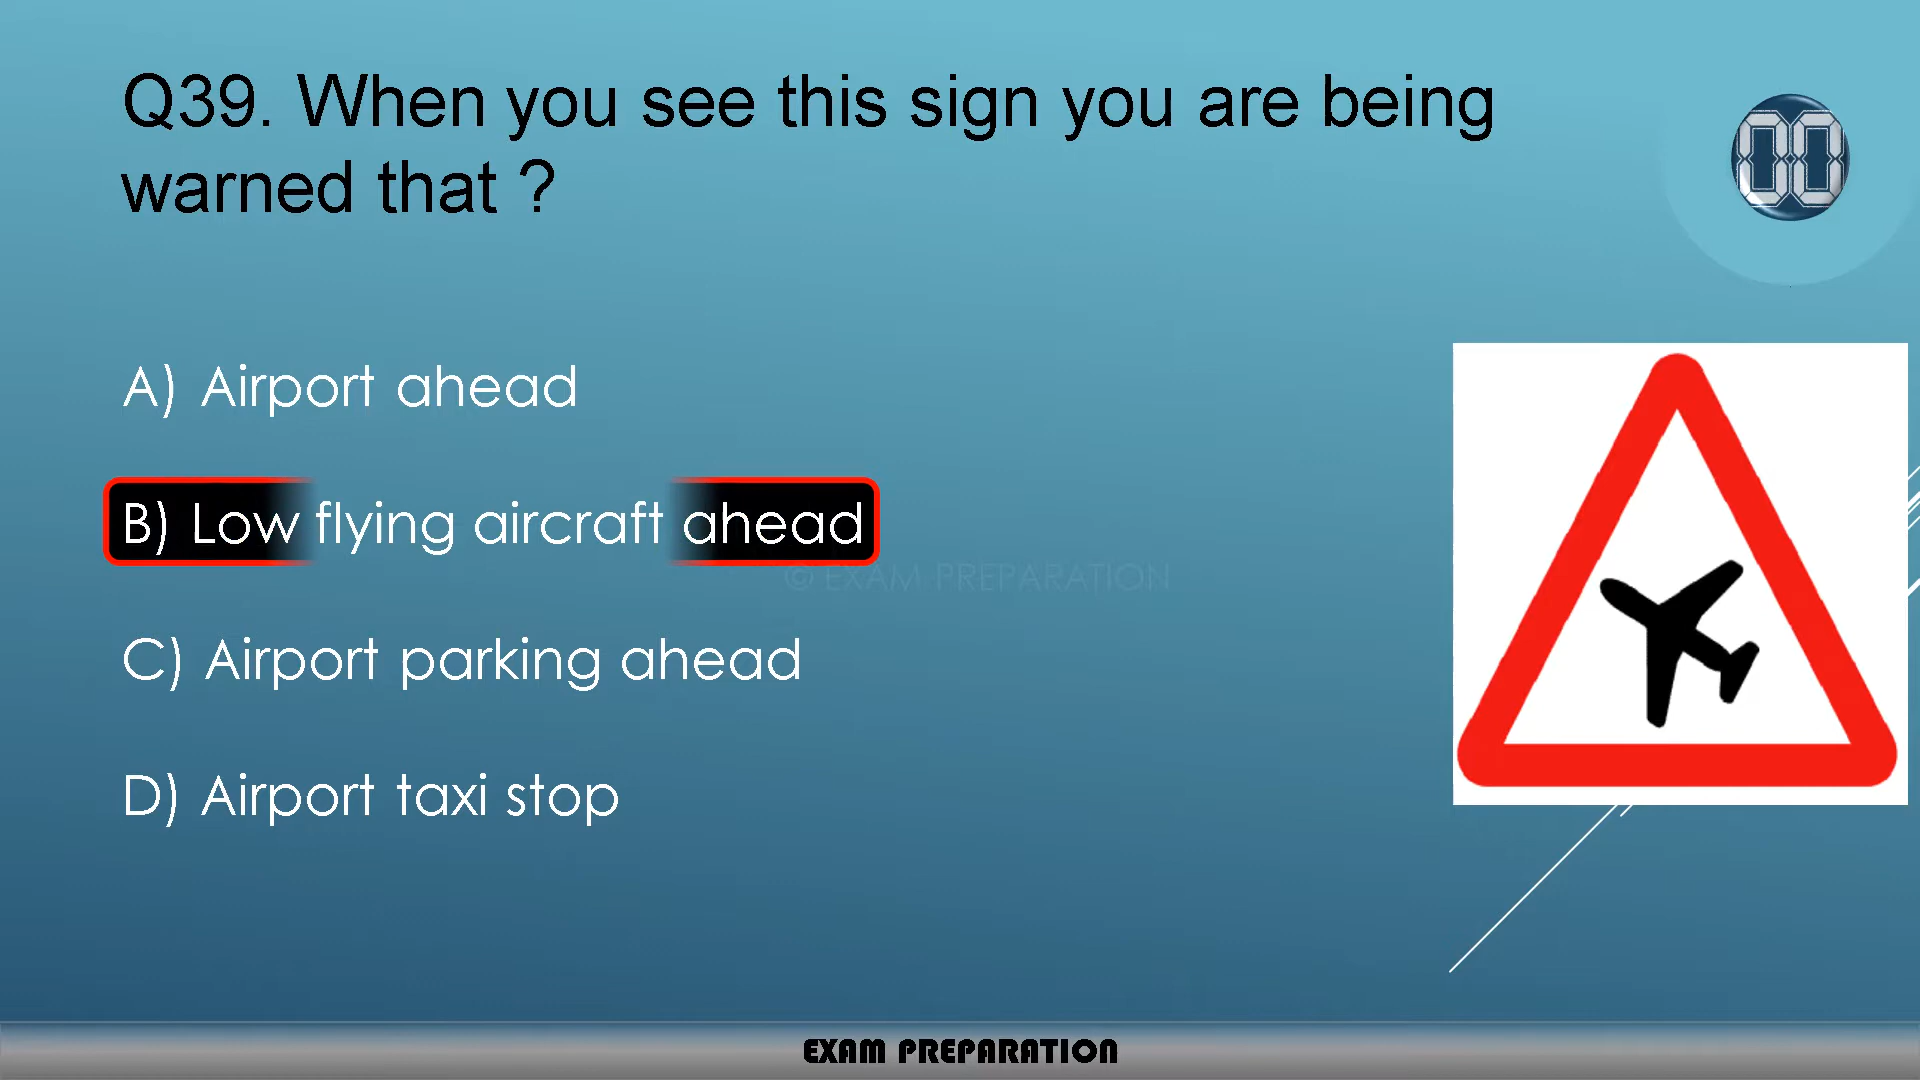 Q39. When you see this sign you are being
warned that ?
00
A) Airport ahead
B) Low flying aircraft ahead
© EXAM PREPARATION
C) Airport parking ahead
D) Airport taxi stop
EXAM PREPARATION